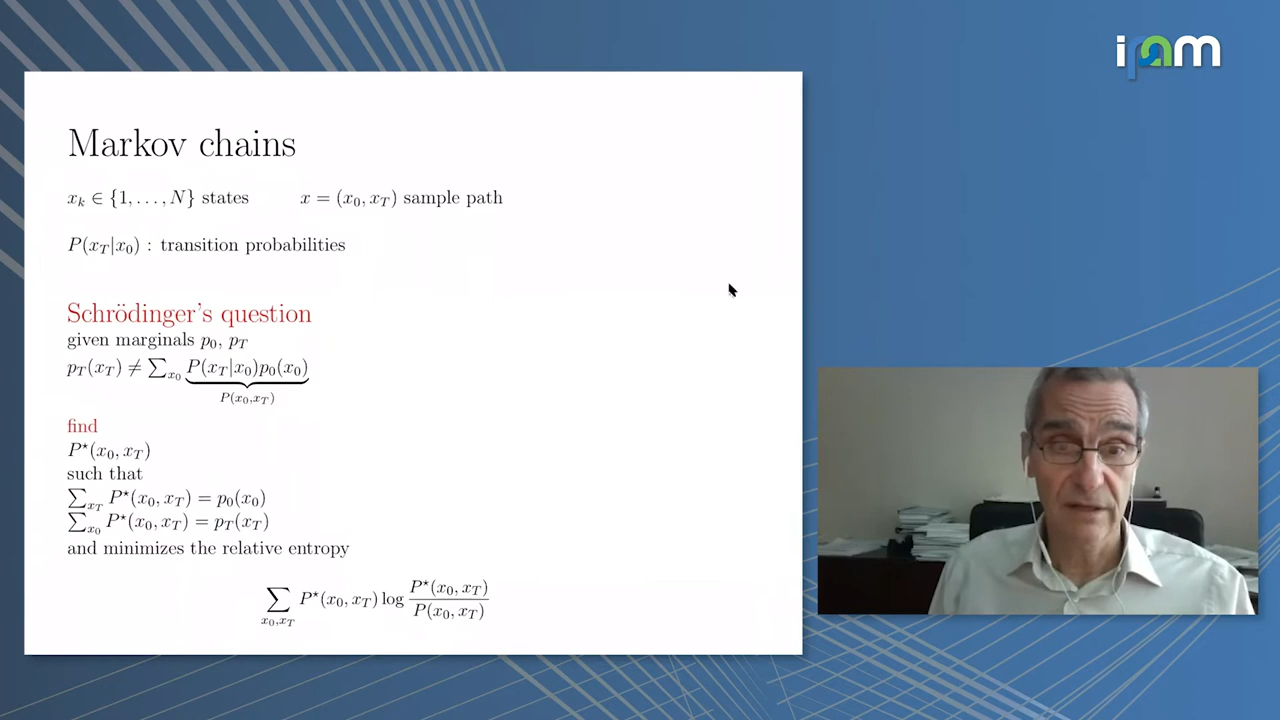 ipam
Markov chains
x_k ∈ {1, . . . , N} states x = (x_0, x_T) sample path
P(x_T|x_0) : transition probabilities
Schrödinger's question
given marginals p_0, p_T
p_T(x_T) ≠ ∑_{x_0} P(x_T|x_0)p_0(x_0)
P(x_0,x_T)
find
P^⋆(x_0, x_T)
such that
∑_{x_T} P^⋆(x_0, x_T) = p_0(x_0)
∑_{x_0} P^⋆(x_0, x_T) = p_T(x_T)
and minimizes the relative entropy
∑_{x_0,x_T} P^⋆(x_0, x_T) log P^⋆(x_0, x_T) / P(x_0, x_T)